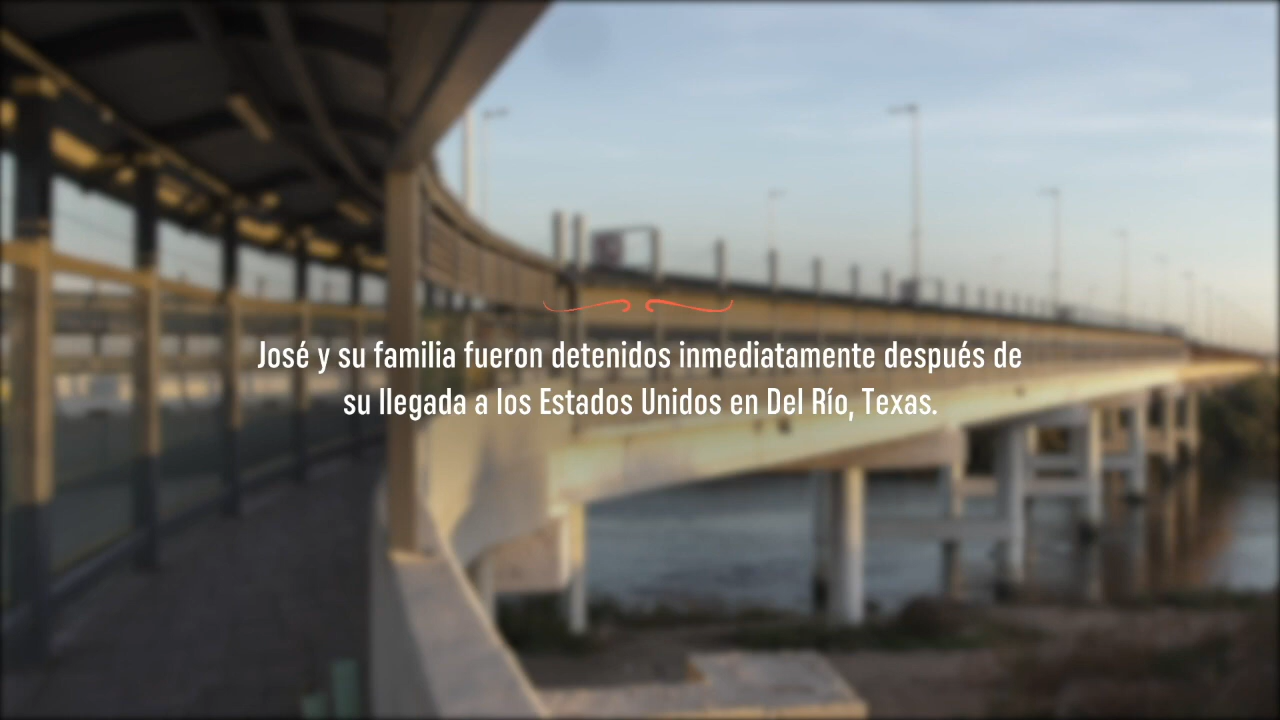 José y su familia fueron detenidos inmediatamente después de
su llegada a los Estados Unidos en Del Río, Texas.